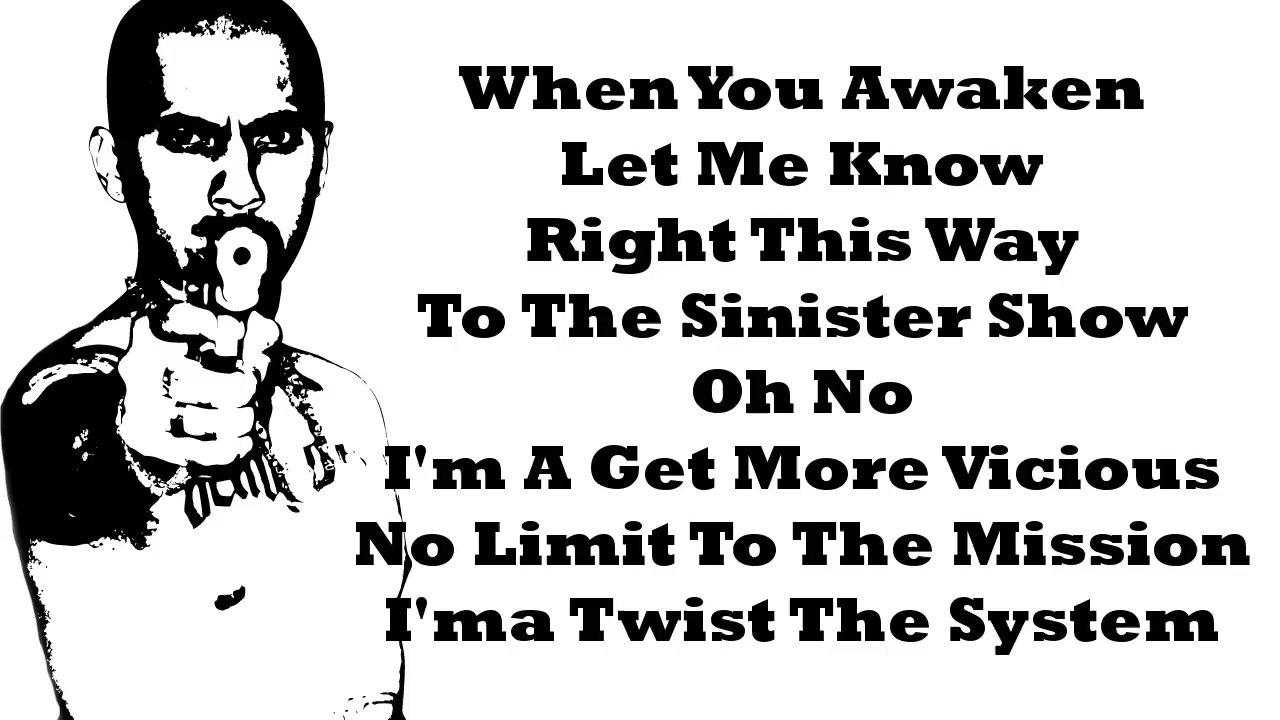 When You Awaken
Let Me Know
Right This Way
To The Sinister Show
Oh No
I'm A Get More Vicious
No Limit To The Mission
I'ma Twist The System